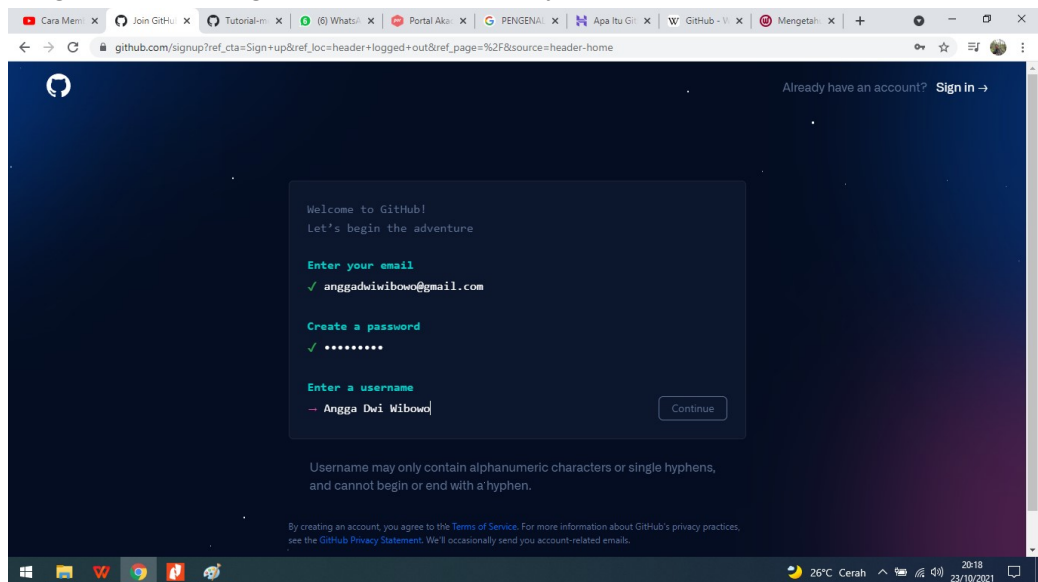 Cara Mem
Join GitHu
Tutorial-m
(6) WhatsA
Portal Aka
PENGENAL
Apa Itu Git
GitHub - W
Mengetah
github.com/signup?ref_cta=Sign+up&ref_loc=header+logged+out&ref_page=%2F&source=header-home
Already have an account? Sign in →
Welcome to GitHub!
Let's begin the adventure
Enter your email
✓ anggadwiwibowo@gmail.com
Create a password
✓ •••••••••
Enter a username
→ Angga Dwi Wibowo
Continue
Username may only contain alphanumeric characters or single hyphens,
and cannot begin or end with a hyphen.
By creating an account, you agree to the Terms of Service. For more information about GitHub's privacy practices,
see the GitHub Privacy Statement. We'll occasionally send you account-related emails.
26°C Cerah
20:18
23/10/2021